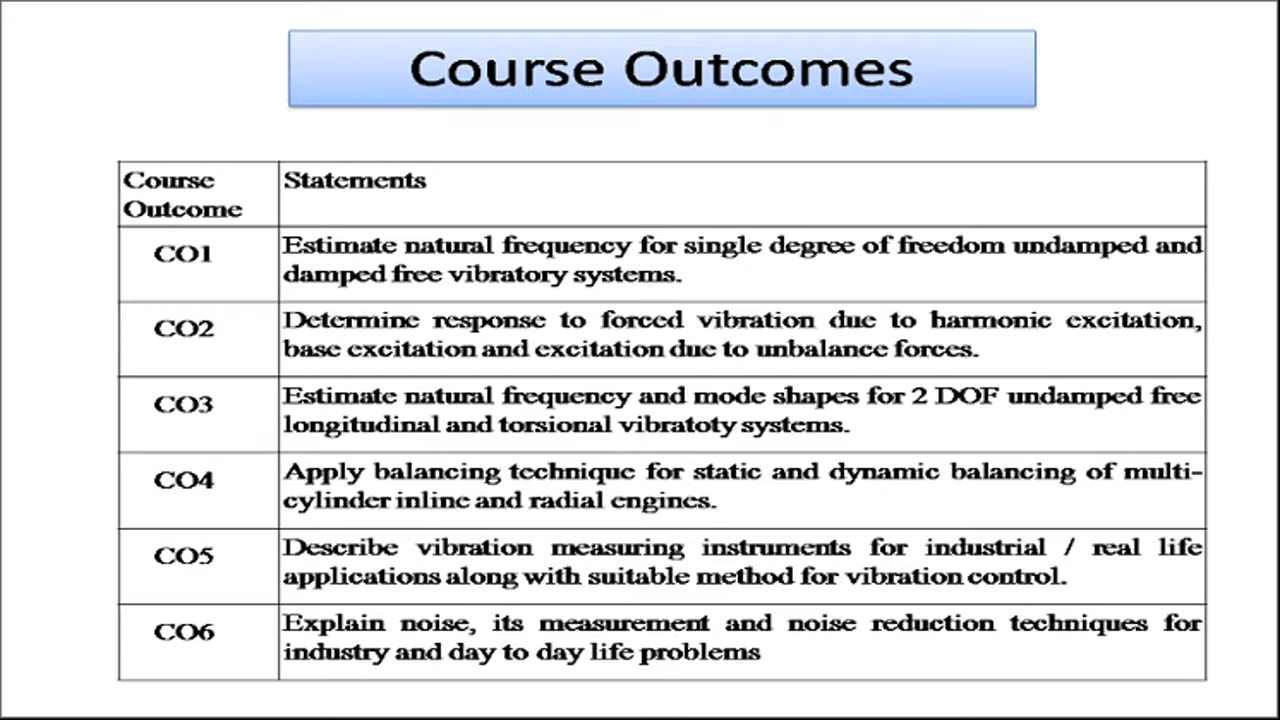 Course Outcomes
Course
Outcome
Statements
CO1
Estimate natural frequency for single degree of freedom undamped and
damped free vibratory systems.
CO2
Determine response to forced vibration due to harmonic excitation,
base excitation and excitation due to unbalance forces.
CO3
Estimate natural frequency and mode shapes for 2 DOF undamped free
longitudinal and torsional vibratoty systems.
CO4
Apply balancing technique for static and dynamic balancing of multi-
cylinder inline and radial engines.
CO5
Describe vibration measuring instruments for industrial / real life
applications along with suitable method for vibration control.
CO6
Explain noise, its measurement and noise reduction techniques for
industry and day to day life problems